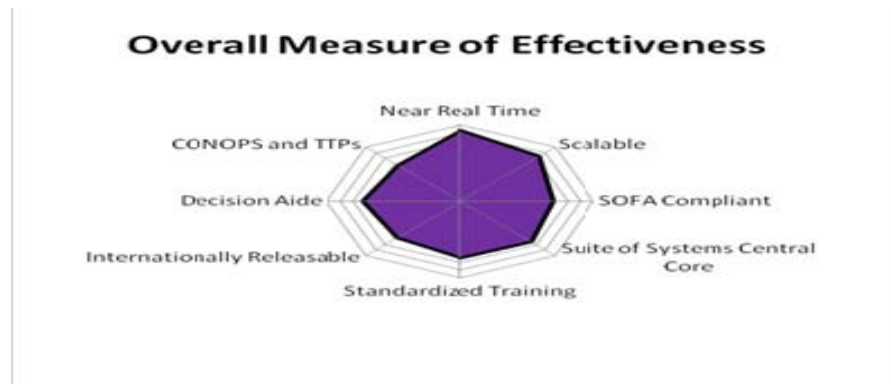 Overall Measure of Effectiveness
Near Real Time
CONOPS and TTPs
Scalable
Decision Aide
SOFA Compliant
Internationally Releasable
Suite of Systems Central
Core
Standardized Training